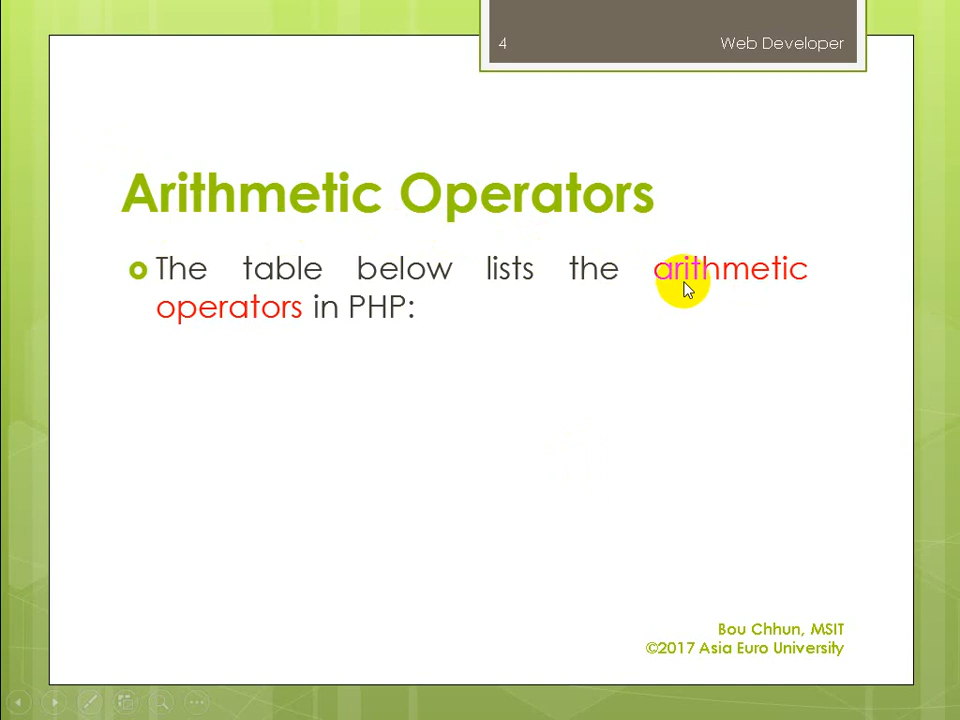 4
Web Developer
Arithmetic Operators
The table below lists the arithmetic
operators in PHP:
Bou Chhun, MSIT
©2017 Asia Euro University